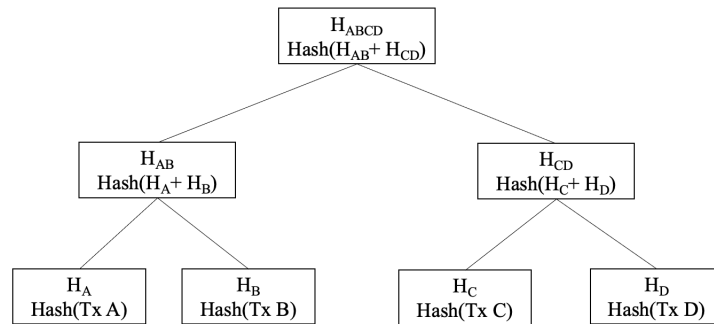 H_ABCD
Hash(H_AB+ H_CD)
H_AB
Hash(H_A+ H_B)
H_CD
Hash(H_C+ H_D)
H_A
Hash(Tx A)
H_B
Hash(Tx B)
H_C
Hash(Tx C)
H_D
Hash(Tx D)